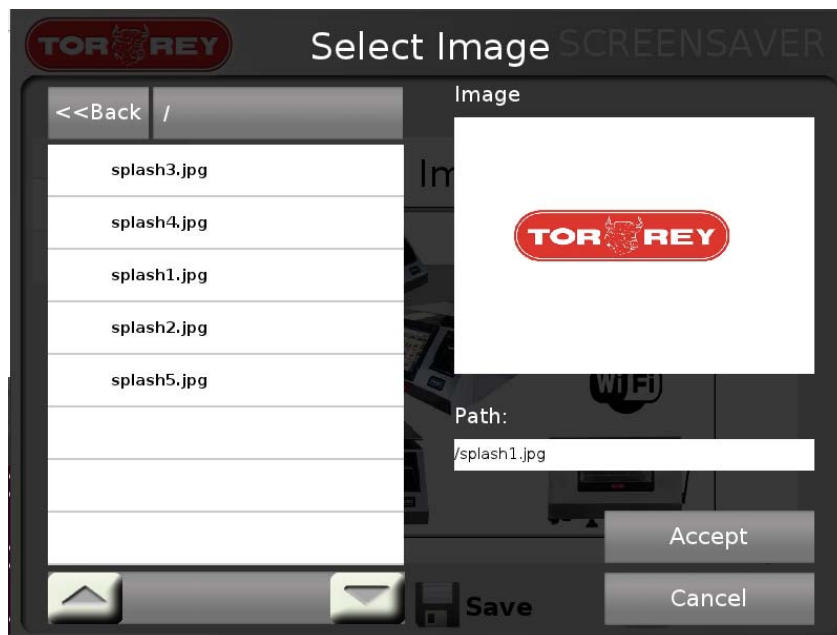 TOR REY
Select Image
SCREENSAVER
<<Back
/
splash3.jpg
splash4.jpg
splash1.jpg
splash2.jpg
splash5.jpg
Image
Im
TOR REY
WiFi
Path:
/splash1.jpg
Accept
Save
Cancel